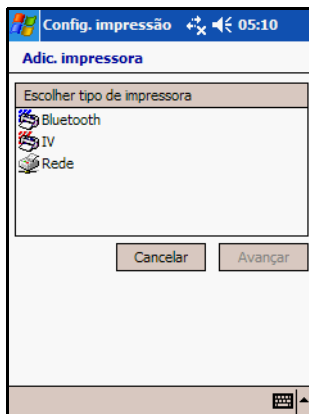 Config. impressão 05:10
Adic. impressora
Escolher tipo de impressora
Bluetooth
IV
Rede
Cancelar Avançar